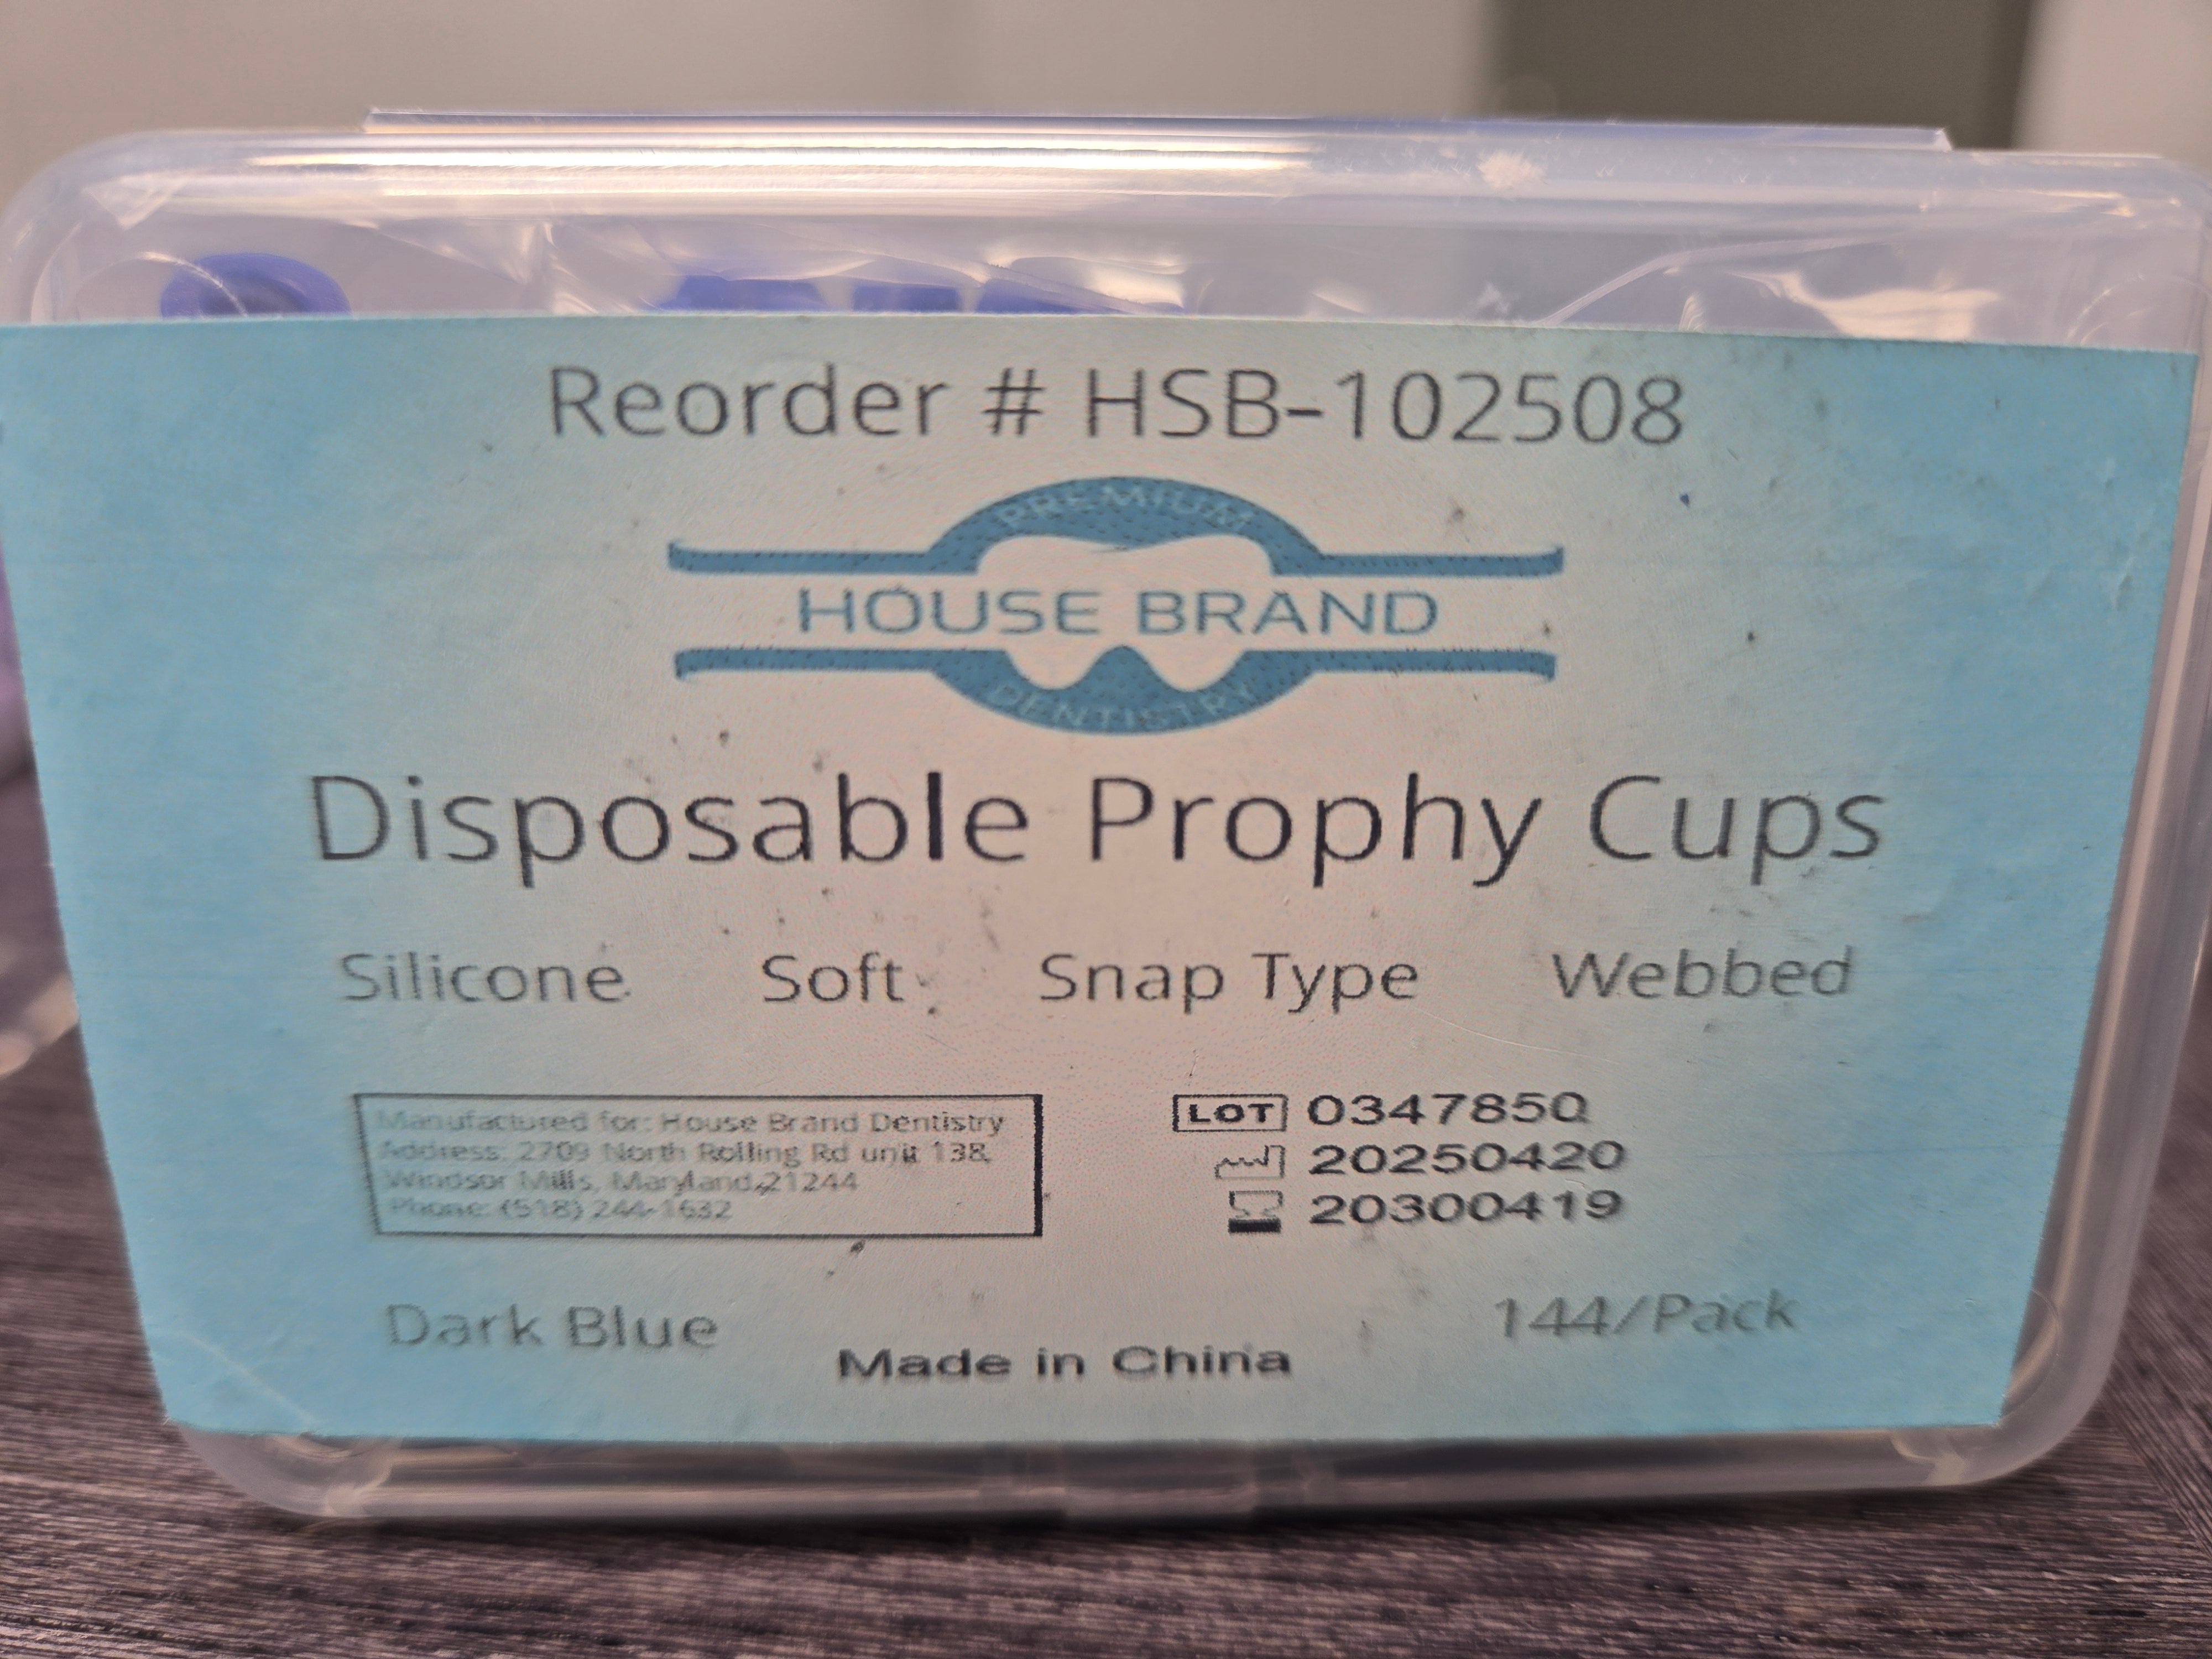 Reorder # HSB-102508
PREMIUM
HOUSE BRAND
DENTISTRY
Disposable Prophy Cups
Silicone Soft Snap Type Webbed
Manufactured for: House Brand Dentistry
Address: 2709 North Rolling Rd unit 138,
Windsor Mills, Maryland,21244
Phone: (518) 244-1632
LOT 0347850
20250420
20300419
Dark Blue
144/Pack
Made in China